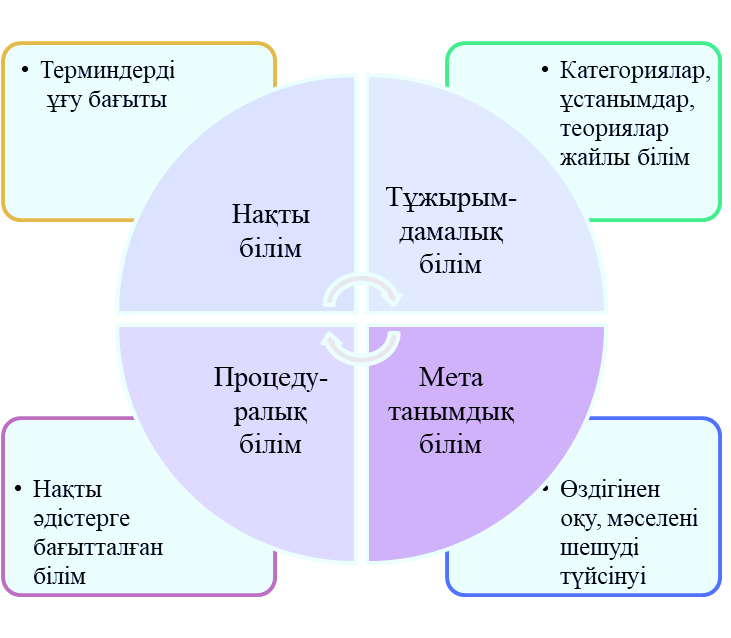 • Терминдерді
ұғу бағыты
• Категориялар,
ұстанымдар,
теориялар
жайлы білім
Нақты
білім
Тұжырым-
дамалық
білім
Процеду-
ралық
білім
Мета
танымдық
білім
• Нақты
әдістерге
бағытталған
білім
• Өздігінен
оқу, мәселені
шешуді
түйсінуі